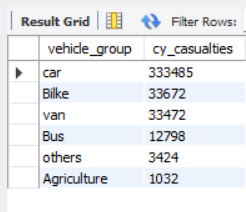 Result Grid Filter Rows:
vehicle_group cy_casualties
car 333485
Bilke 33672
van 33472
Bus 12798
others 3424
Agriculture 1032